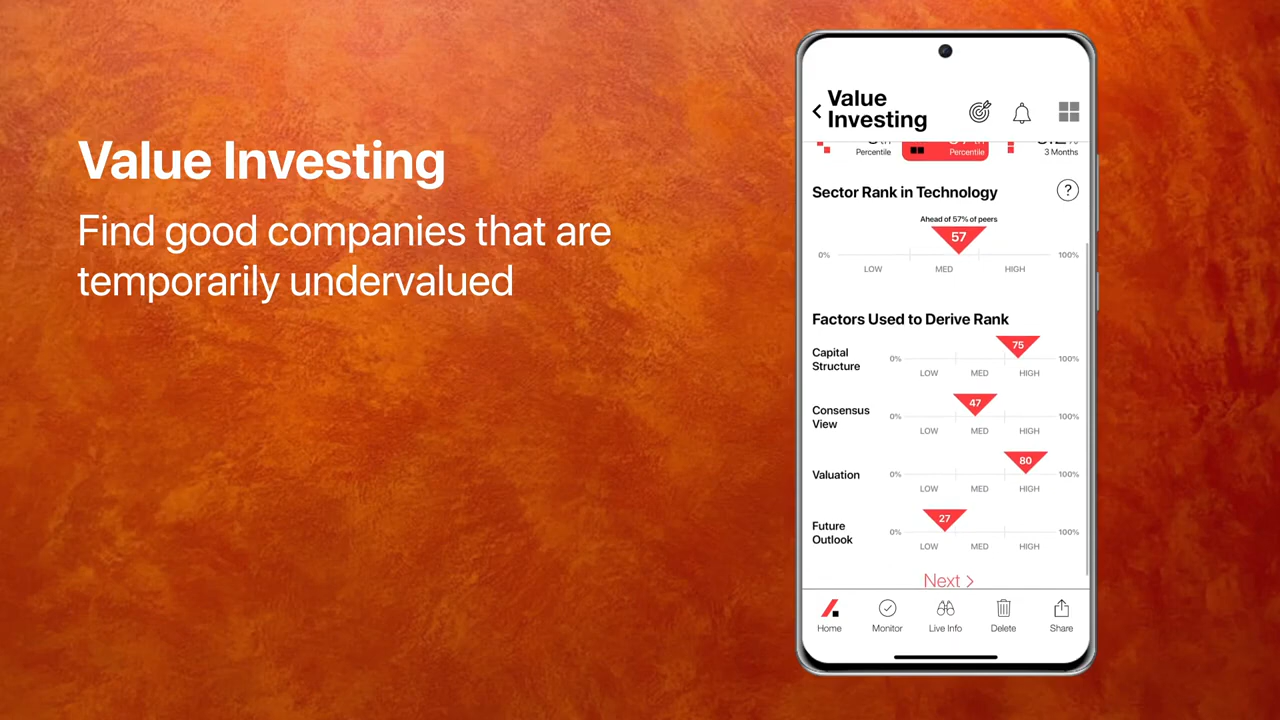 Value Investing
Find good companies that are
temporarily undervalued
Value
Investing
Percentile
Percentile
3 Months
Sector Rank in Technology
?
Ahead of 57% of peers
57
0%
100%
LOW
MED
HIGH
Factors Used to Derive Rank
Capital
Structure
75
0%
100%
LOW
MED
HIGH
Consensus
View
47
0%
100%
LOW
MED
HIGH
Valuation
80
0%
100%
LOW
MED
HIGH
Future
Outlook
27
0%
100%
LOW
MED
HIGH
Next >
Home
Monitor
Live Info
Delete
Share